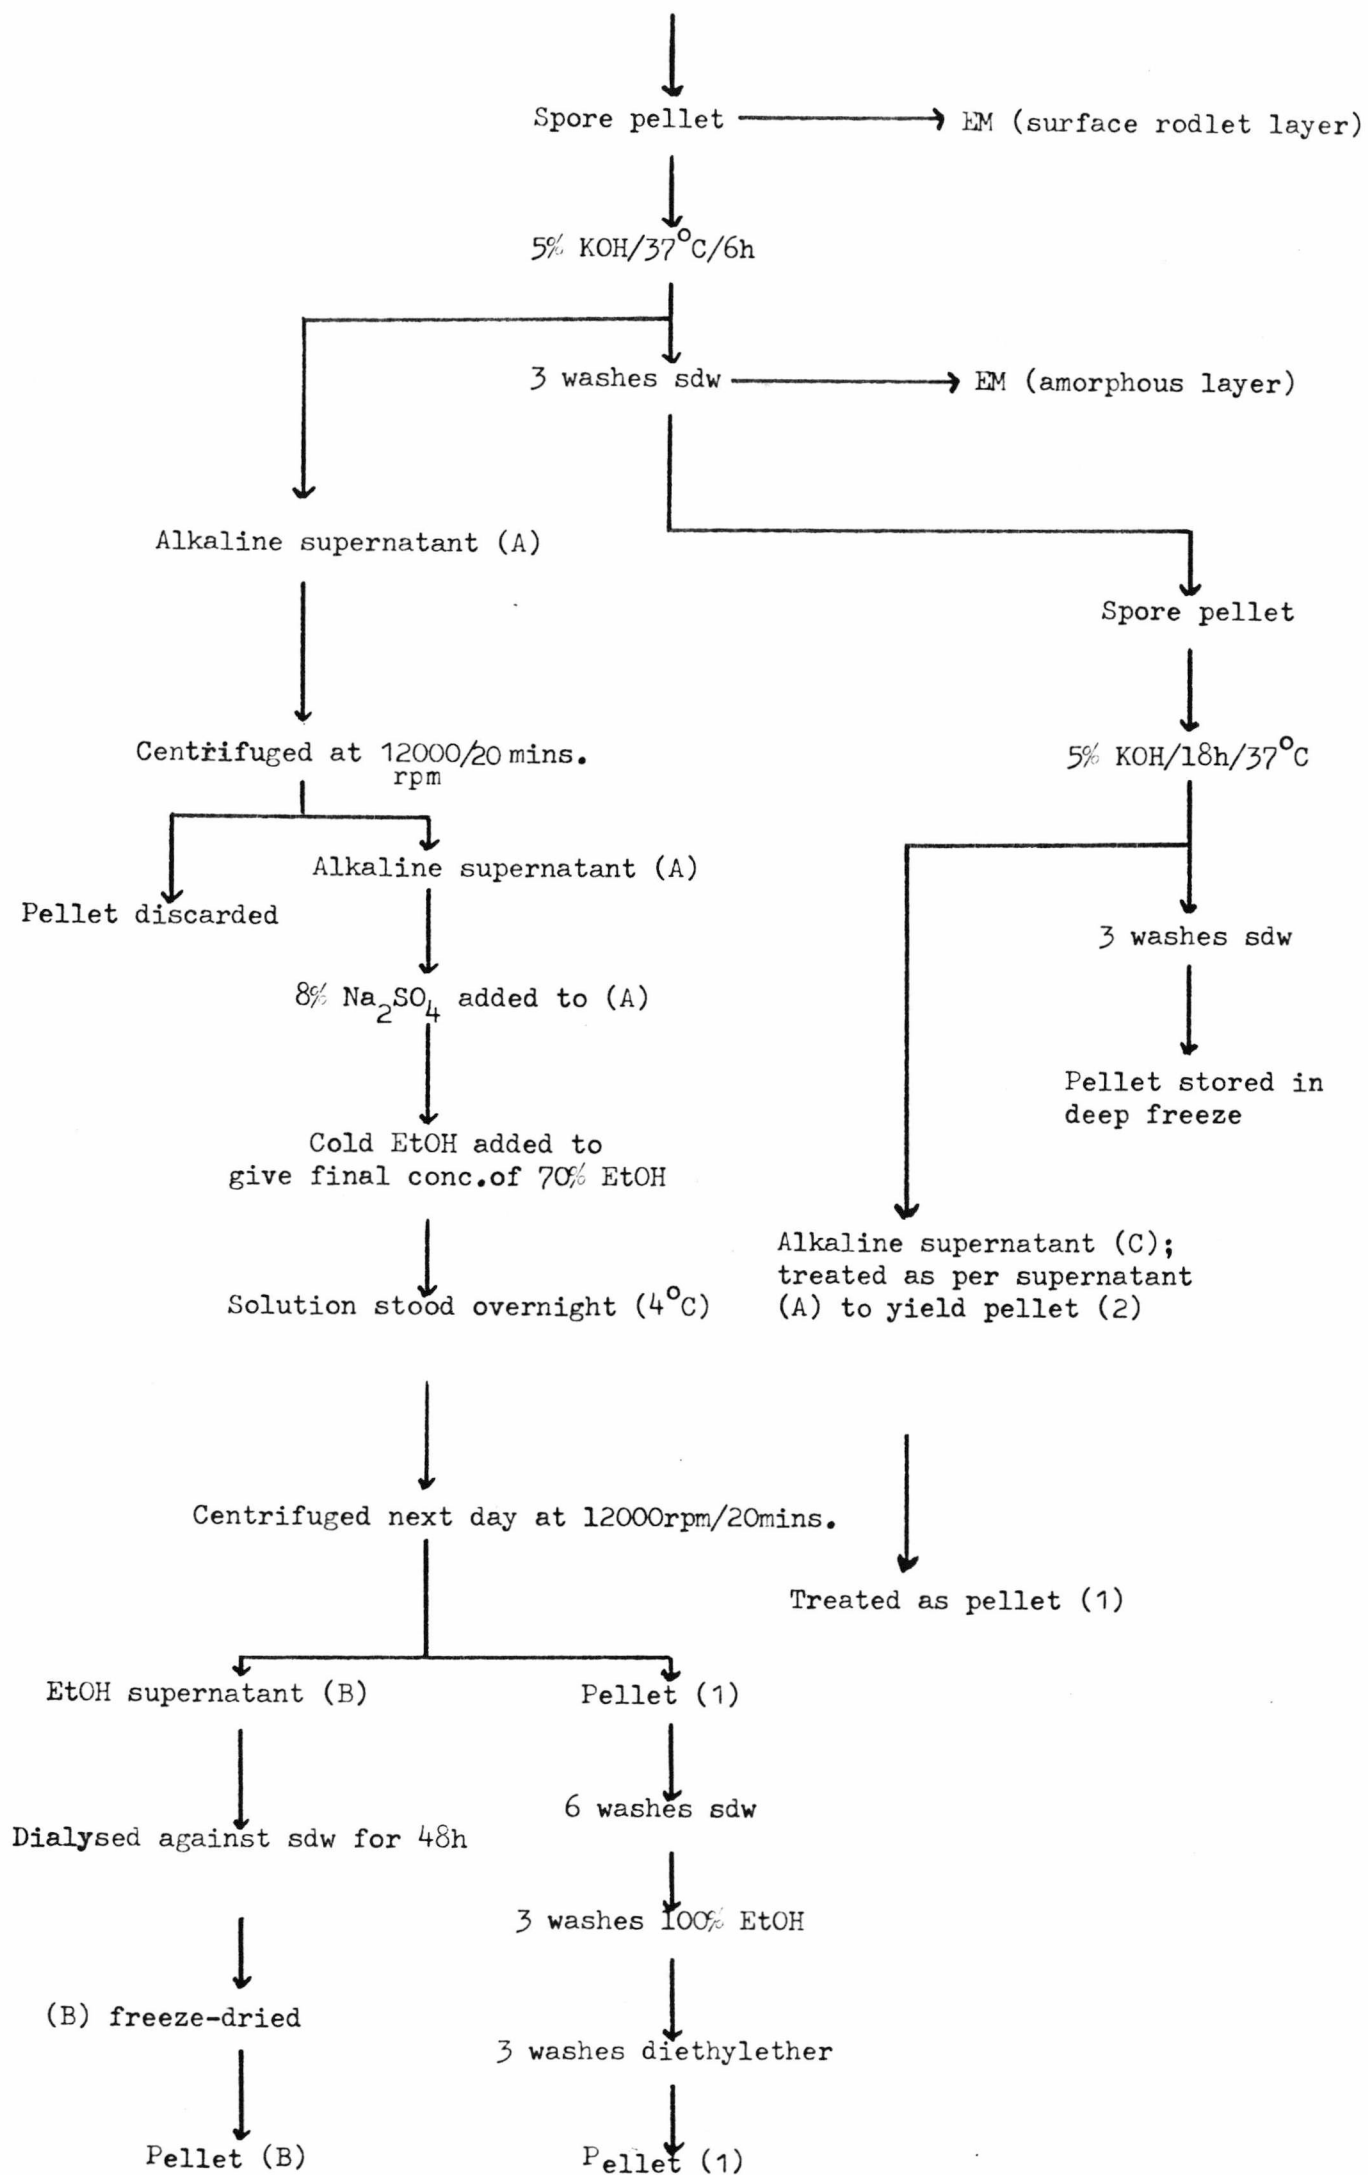 Spore pellet
EM (surface rodlet layer)
5% KOH/37°C/6h
3 washes sdw
EM (amorphous layer)
Alkaline supernatant (A)
Spore pellet
Centrifuged at 12000/20 mins.
rpm
5% KOH/18h/37°C
Alkaline supernatant (A)
Pellet discarded
3 washes sdw
8% Na2SO4 added to (A)
Pellet stored in
deep freeze
Cold EtOH added to
give final conc.of 70% EtOH
Alkaline supernatant (C);
treated as per supernatant
(A) to yield pellet (2)
Solution stood overnight (4°C)
Centrifuged next day at 12000rpm/20mins.
Treated as pellet (1)
EtOH supernatant (B)
Pellet (1)
6 washes sdw
Dialysed against sdw for 48h
3 washes 100% EtOH
(B) freeze-dried
3 washes diethylether
Pellet (B)
Pellet (1)